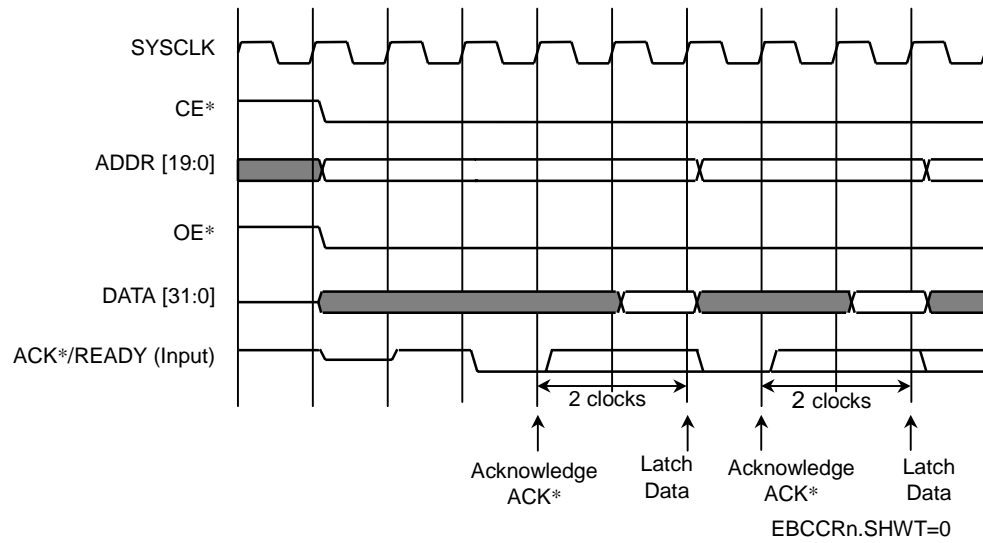 SYSCLK
CE*
ADDR [19:0]
OE*
DATA [31:0]
ACK*/READY (Input)
2 clocks
2 clocks
Acknowledge
ACK*
Latch
Data
Acknowledge
ACK*
Latch
Data
EBCCRn.SHWT=0